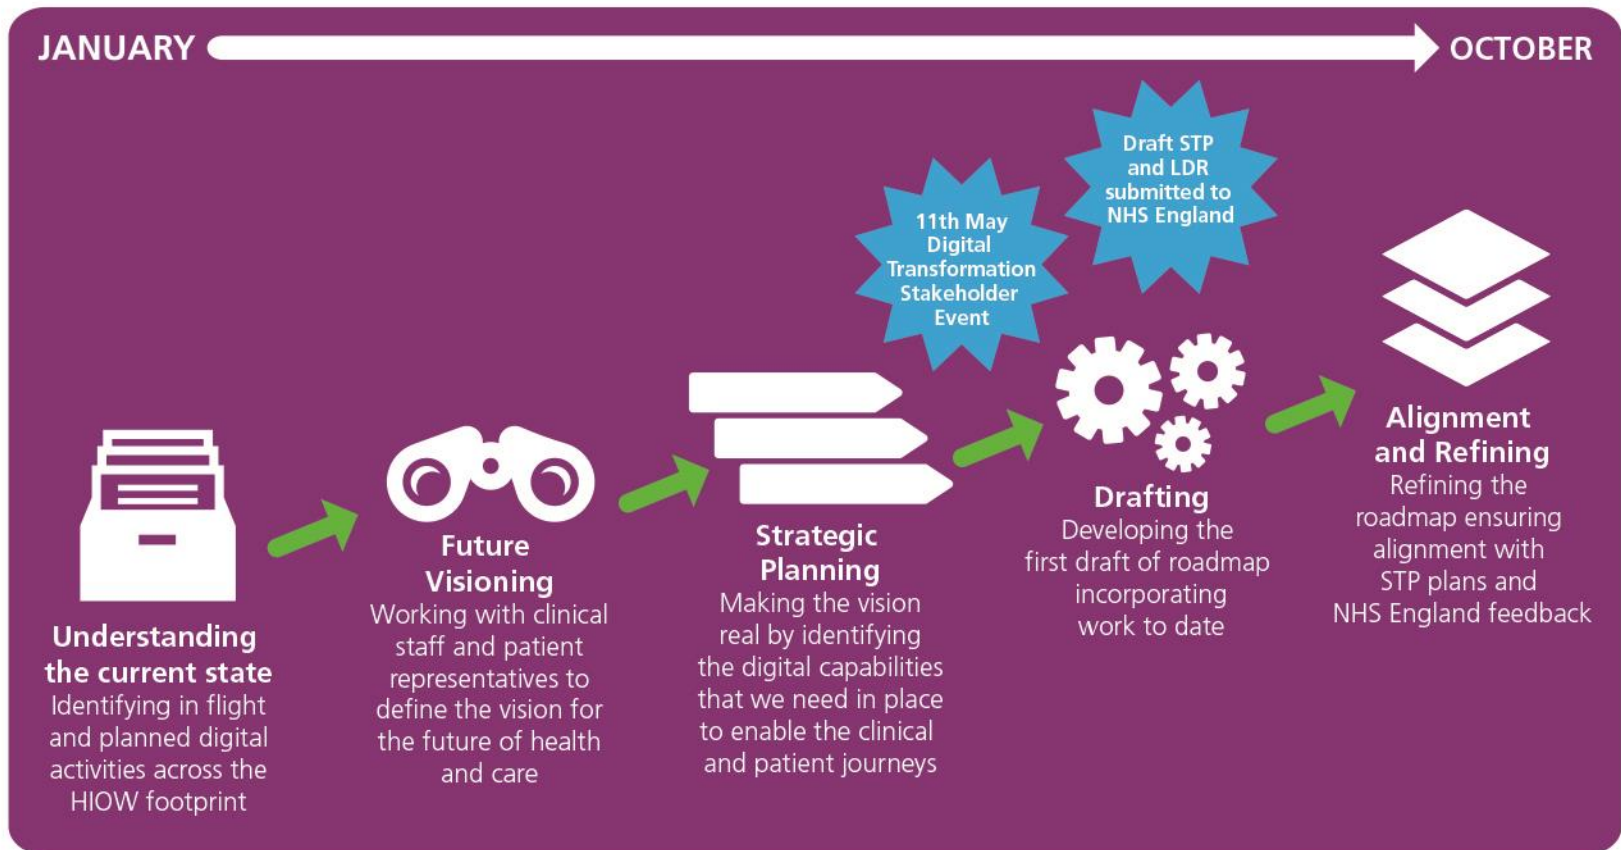 JANUARY
OCTOBER
Draft STP
and LDR
submitted to
NHS England
11th May
Digital
Transformation
Stakeholder
Event
Understanding
the current state
Identifying in flight
and planned digital
activities across the
HIOW footprint
Future
Visioning
Working with clinical
staff and patient
representatives to
define the vision for
the future of health
and care
Strategic
Planning
Making the vision
real by identifying
the digital capabilities
that we need in place
to enable the clinical
and patient journeys
Drafting
Developing the
first draft of roadmap
incorporating
work to date
Alignment
and Refining
Refining the
roadmap ensuring
alignment with
STP plans and
NHS England feedback